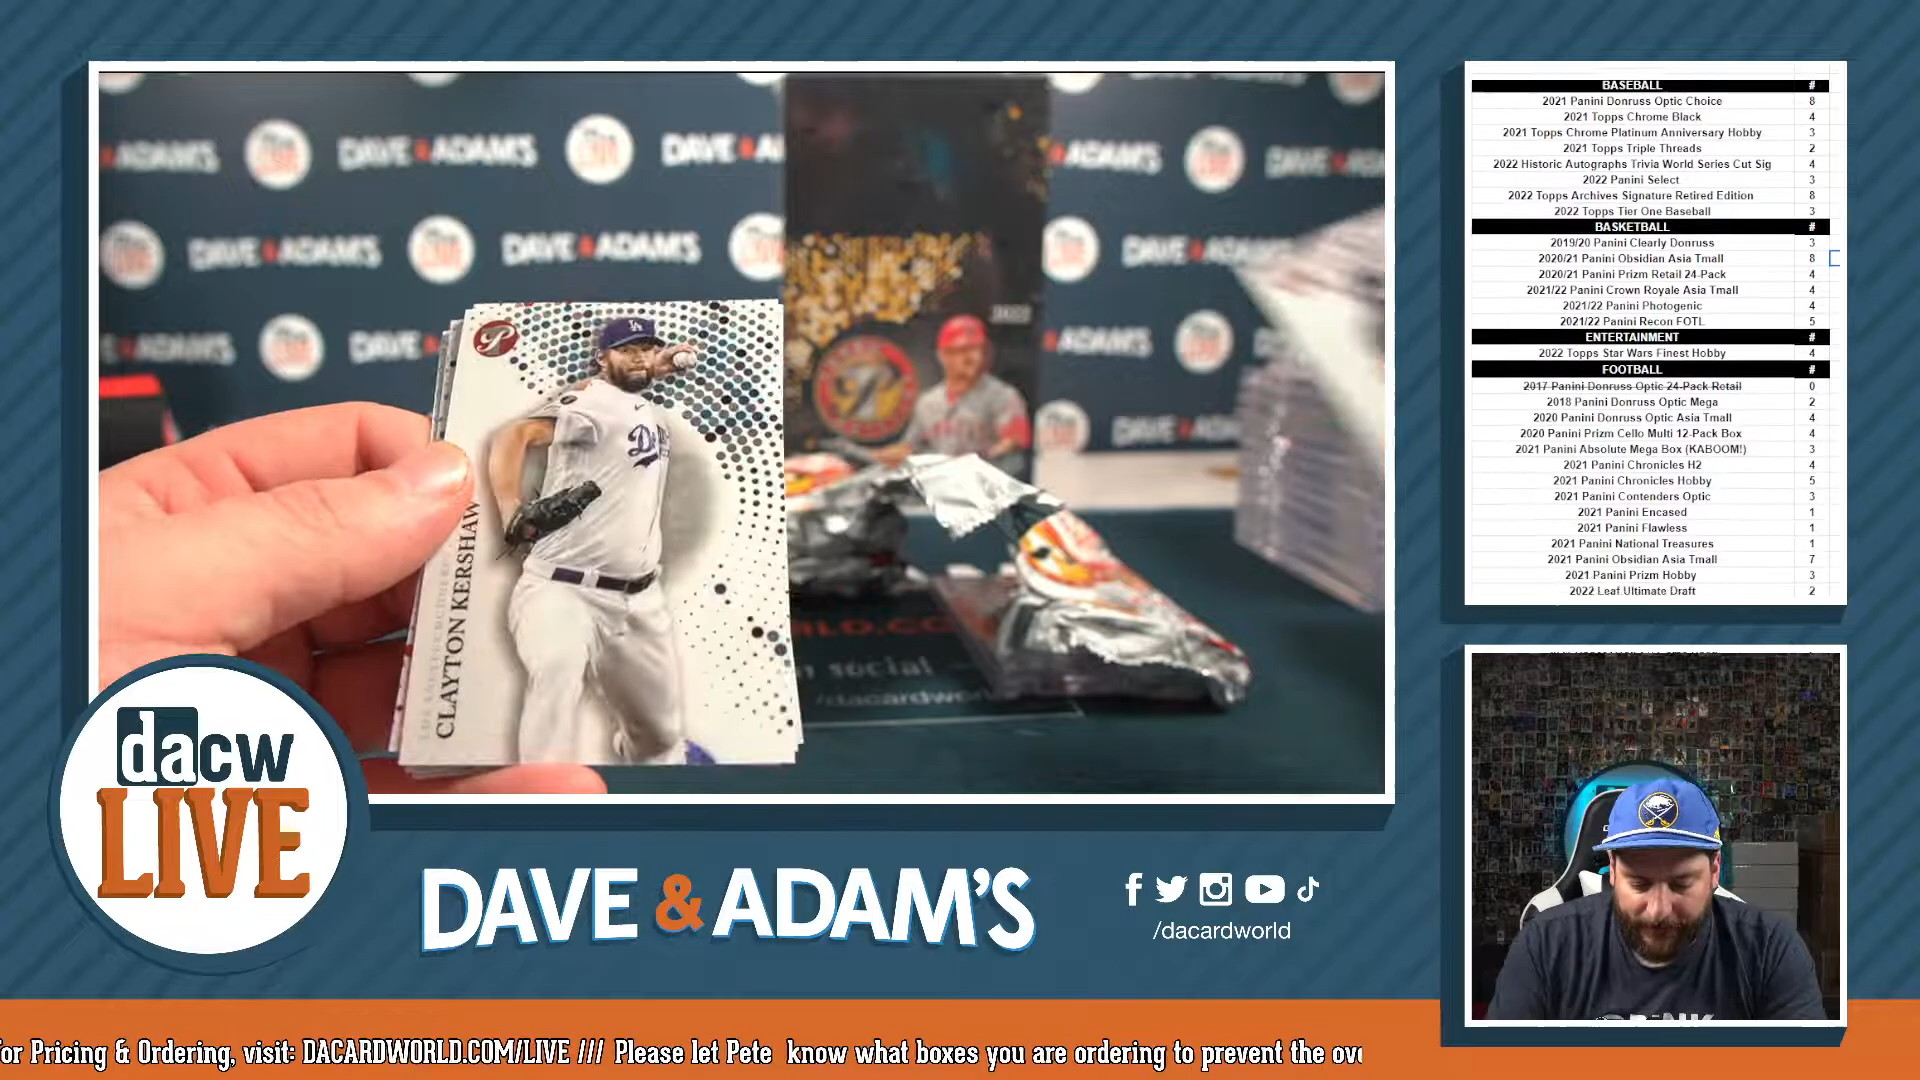 DAVE & ADAM'S
CLAYTON KERSHAW
2022
dacw
LIVE
DAVE & ADAM'S
/dacardworld
or Pricing & Ordering, visit: DACARDWORLD.COM/LIVE /// Please let Pete know what boxes you are ordering to prevent the ov
BASEBALL #
2021 Panini Donruss Optic Choice 8
2021 Topps Chrome Black 4
2021 Topps Chrome Platinum Anniversary Hobby 3
2021 Topps Triple Threads 2
2022 Historic Autographs Trivia World Series Cut Sig 4
2022 Panini Select 3
2022 Topps Archives Signature Retired Edition 8
2022 Topps Tier One Baseball 3
BASKETBALL #
2019/20 Panini Clearly Donruss 3
2020/21 Panini Obsidian Asia Tmall 8
2020/21 Panini Prizm Retail 24-Pack 4
2021/22 Panini Crown Royale Asia Tmall 4
2021/22 Panini Photogenic 4
2021/22 Panini Recon FOTL 5
ENTERTAINMENT #
2022 Topps Star Wars Finest Hobby 4
FOOTBALL #
2017 Panini Donruss Optic 24-Pack Retail 0
2018 Panini Donruss Optic Mega 2
2020 Panini Donruss Optic Asia Tmall 4
2020 Panini Prizm Cello Multi 12-Pack Box 4
2021 Panini Absolute Mega Box (KABOOM!) 3
2021 Panini Chronicles H2 4
2021 Panini Chronicles Hobby 5
2021 Panini Contenders Optic 3
2021 Panini Encased 1
2021 Panini Flawless 1
2021 Panini National Treasures 1
2021 Panini Obsidian Asia Tmall 7
2021 Panini Prizm Hobby 3
2022 Leaf Ultimate Draft 2